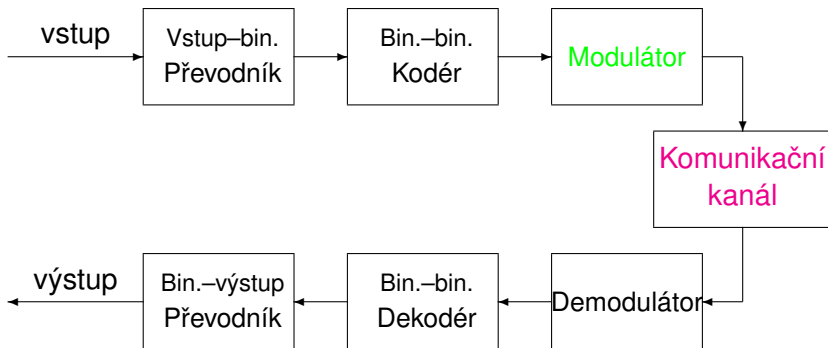 vstup
Vstup–bin.
Převodník
Bin.–bin.
Kodér
Modulátor
Komunikační
kanál
výstup
Bin.–výstup
Převodník
Bin.–bin.
Dekodér
Demodulátor